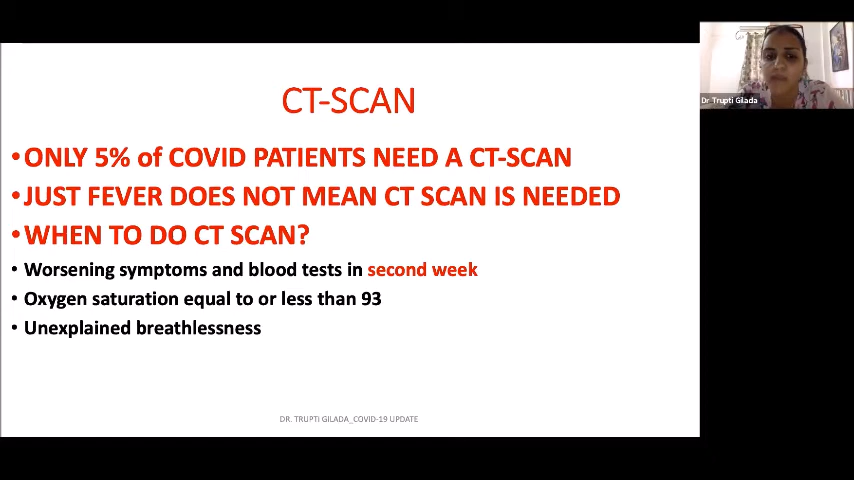 CT-SCAN
•ONLY 5% of COVID PATIENTS NEED A CT-SCAN
•JUST FEVER DOES NOT MEAN CT SCAN IS NEEDED
•WHEN TO DO CT SCAN?
• Worsening symptoms and blood tests in second week
• Oxygen saturation equal to or less than 93
• Unexplained breathlessness
DR. TRUPTI GILADA_COVID-19 UPDATE
Dr Trupti Gilada